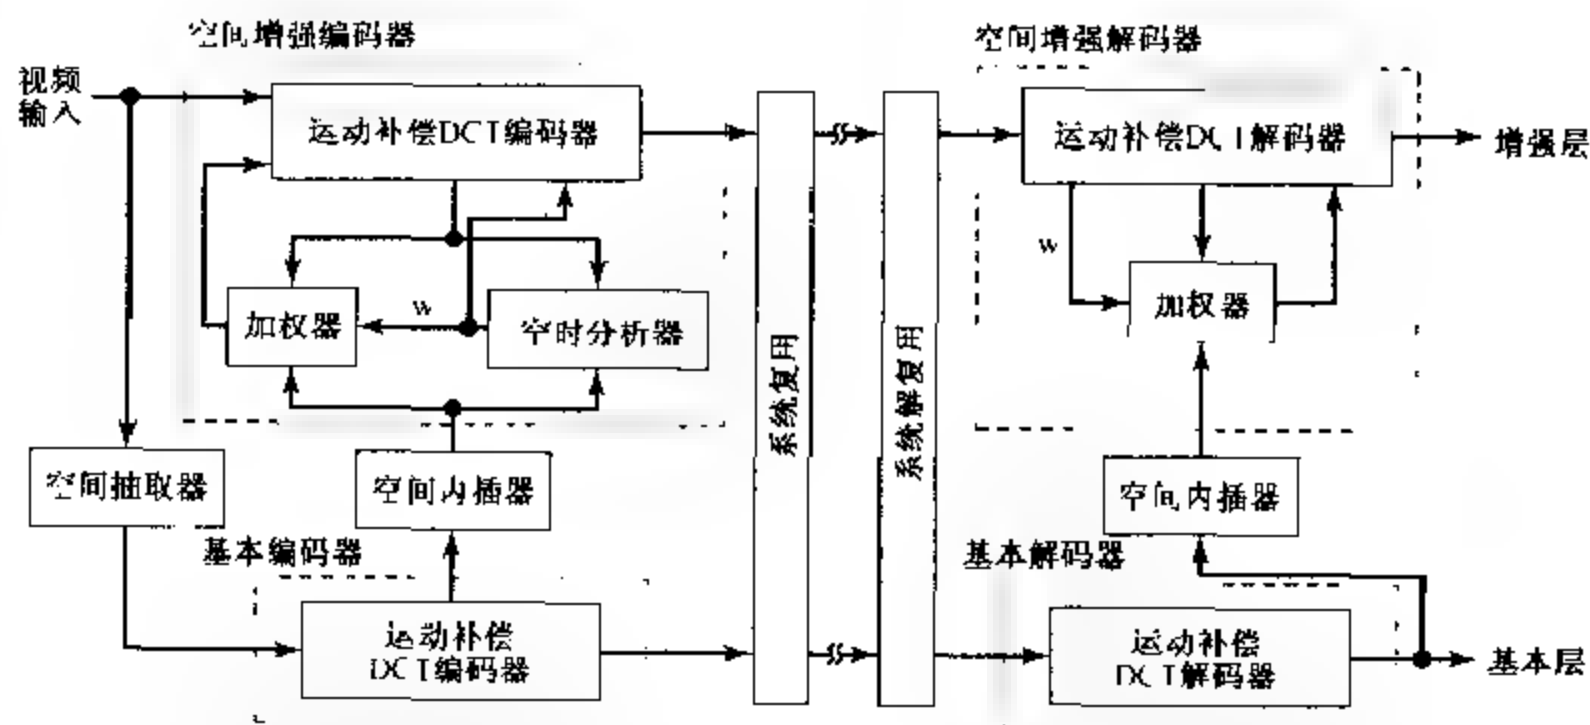 空间增强编码器
空间增强解码器
视频
输入
运动补偿DCT编码器
运动补偿DCT解码器
增强层
w
w
加权器
空时分析器
加权器
系统复用
系统解复用
空间抽取器
空间内插器
空间内插器
基本编码器
基本解码器
运动补偿
DCT编码器
运动补偿
DCT解码器
基本层